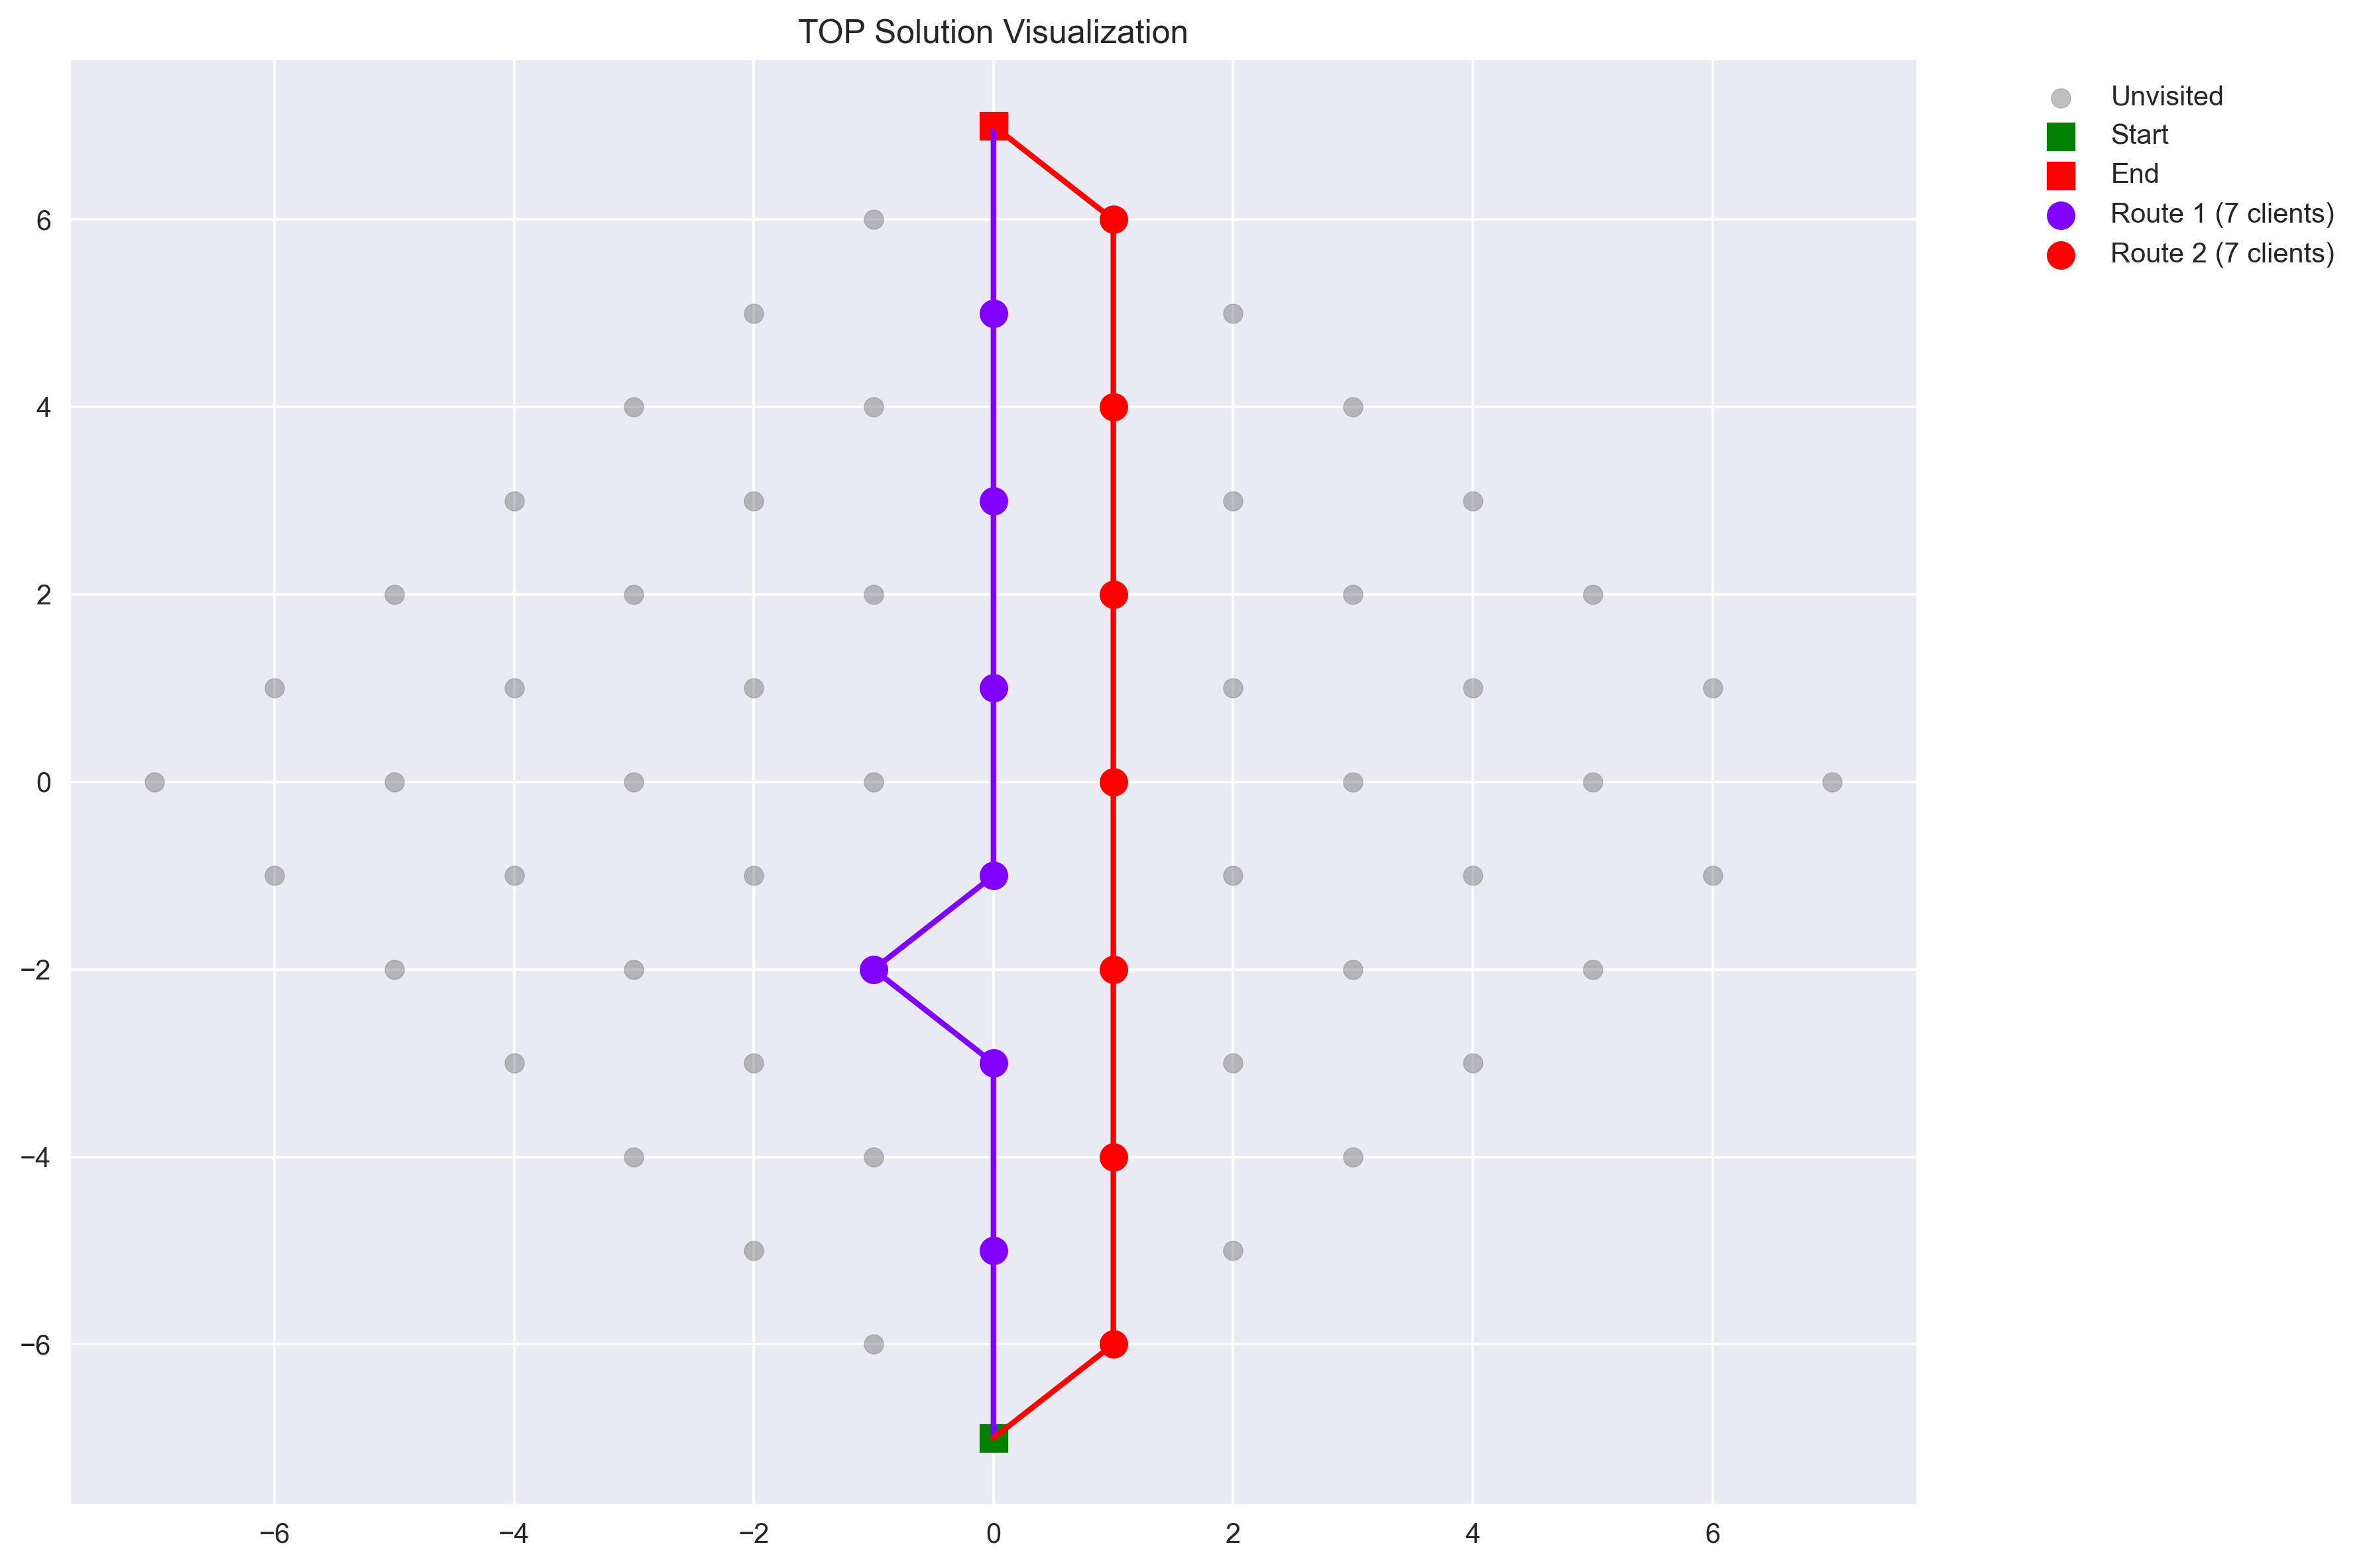 TOP Solution Visualization
Unvisited
Start
End
Route 1 (7 clients)
Route 2 (7 clients)
6
4
2
0
−2
−4
−6
−6
−4
−2
0
2
4
6